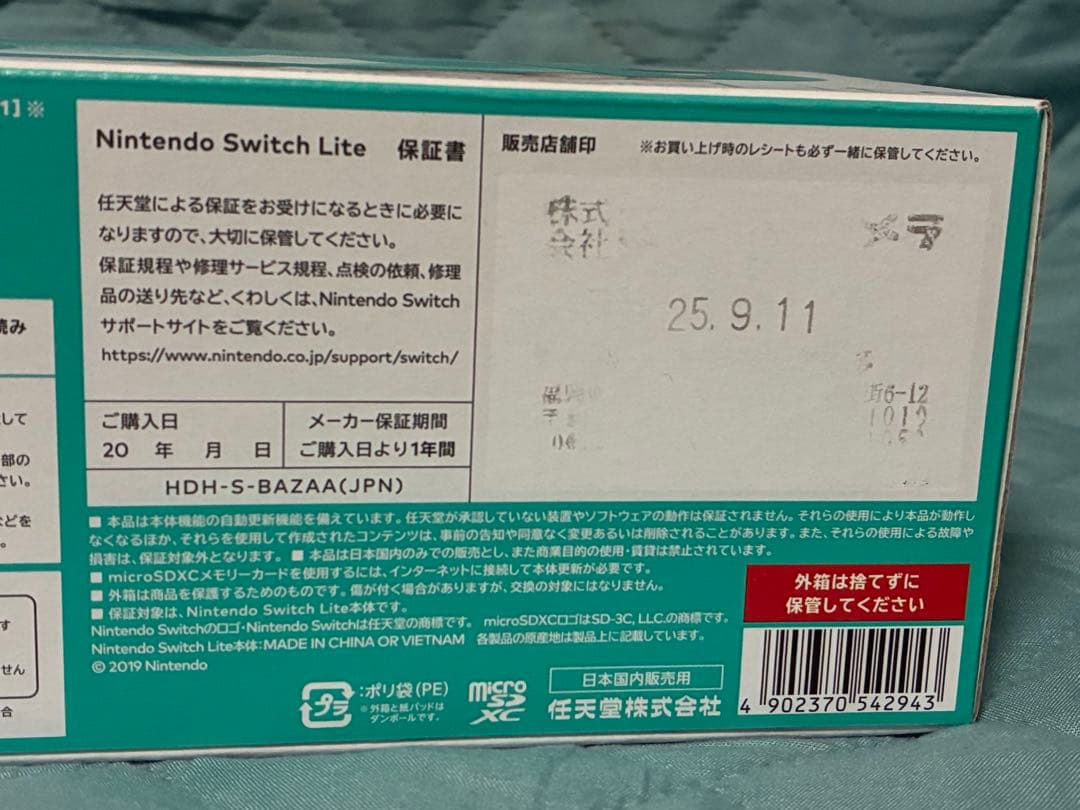 1]※
Nintendo Switch Lite 保証書
任天堂による保証をお受けになるときに必要に
なりますので、大切に保管してください。
保証規程や修理サービス規程、点検の依頼、修理
品の送り先など、くわしくは、Nintendo Switch
サポートサイトをご覧ください。
https://www.nintendo.co.jp/support/switch/
ご購入日
20 年 月 日
メーカー保証期間
ご購入日より1年間
HDH-S-BAZAA(JPN)
販売店舗印 ※お買い上げ時のレシートも必ず一緒に保管してください。
株式
会社
25.9.11
街6-12
読み
して
部の
さい。
などを
。
す
せん
合
■ 本品は本体機能の自動更新機能を備えています。任天堂が承認していない装置やソフトウェアの動作は保証されません。それらの使用により本品が動作し
なくなるほか、それらを使用して作成されたコンテンツは、事前の告知や同意なく変更あるいは削除されることがあります。また、それらの使用による故障や
損害は、保証対象外となります。 ■ 本品は日本国内のみでの販売とし、また商業目的の使用・賃貸は禁止されています。
■ microSDXCメモリーカードを使用するには、インターネットに接続して本体更新が必要です。
■ 外箱は商品を保護するためのものです。傷が付く場合がありますが、交換の対象にはなりません。
■ 保証対象は、Nintendo Switch Lite本体です。
Nintendo Switchのロゴ・Nintendo Switchは任天堂の商標です。 microSDXCロゴはSD-3C, LLC.の商標です。
Nintendo Switch Lite本体:MADE IN CHINA OR VIETNAM 各製品の原産地は製品上に記載しています。
© 2019 Nintendo
外箱は捨てずに
保管してください
プラ
:ポリ袋(PE)
※外箱と紙パッドは
ダンボールです。
micro
SD
XC
日本国内販売用
任天堂株式会社
4 902370 542943